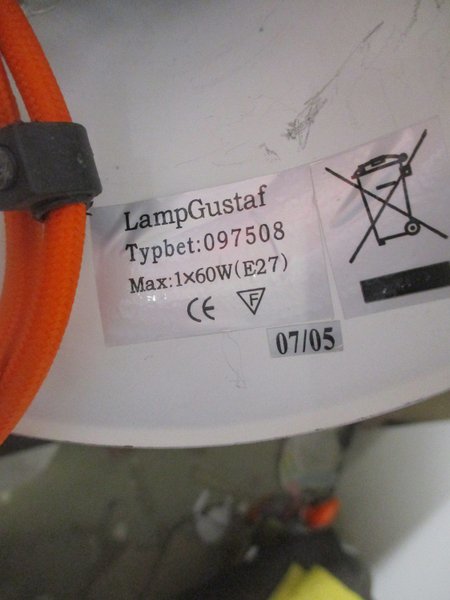 LampGustaf
Typbet:097508
Max:1×60W(E27)
CE F
07/05